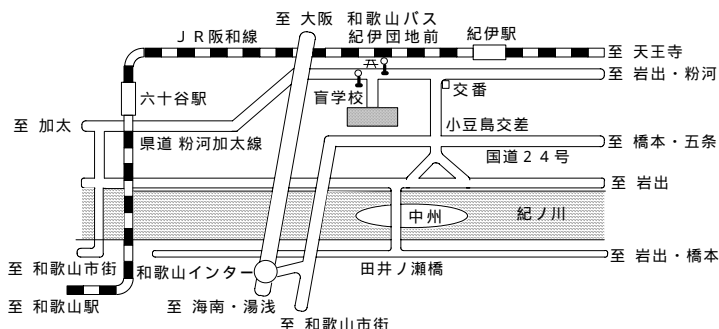 至 大阪 和歌山バス
紀伊団地前
JR阪和線
紀伊駅
至 天王寺
至 岩出・粉河
交番
盲学校
六十谷駅
至 加太
県道 粉河加太線
小豆島交差
至 橋本・五条
国道24号
至 岩出
中州
紀ノ川
至 岩出・橋本
至 和歌山市街
和歌山インター
田井ノ瀬橋
至 和歌山駅
至 海南・湯浅
至 和歌山市街